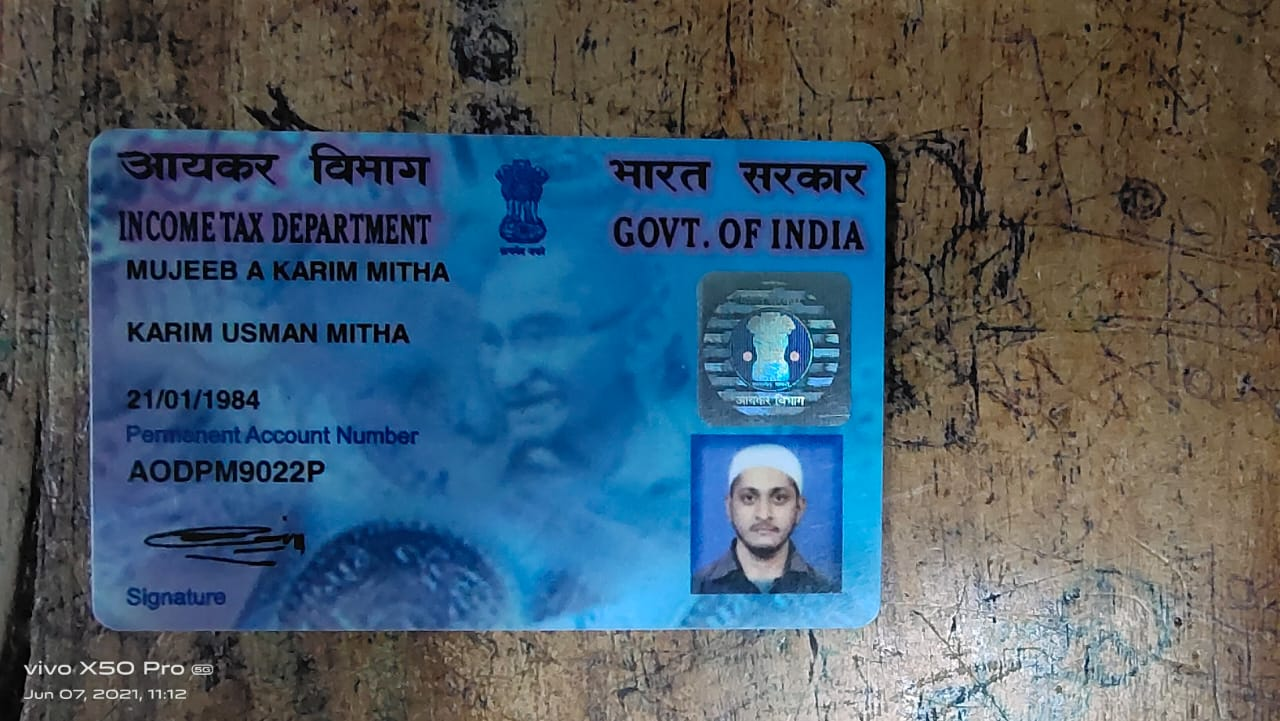 आयकर विभाग
भारत सरकार
INCOME TAX DEPARTMENT
GOVT. OF INDIA
MUJEEB A KARIM MITHA
KARIM USMAN MITHA
21/01/1984
Permanent Account Number
AODPM9022P
आयकर विभाग
Signature
vivo X50 Pro 5G
Jun 07, 2021, 11:12